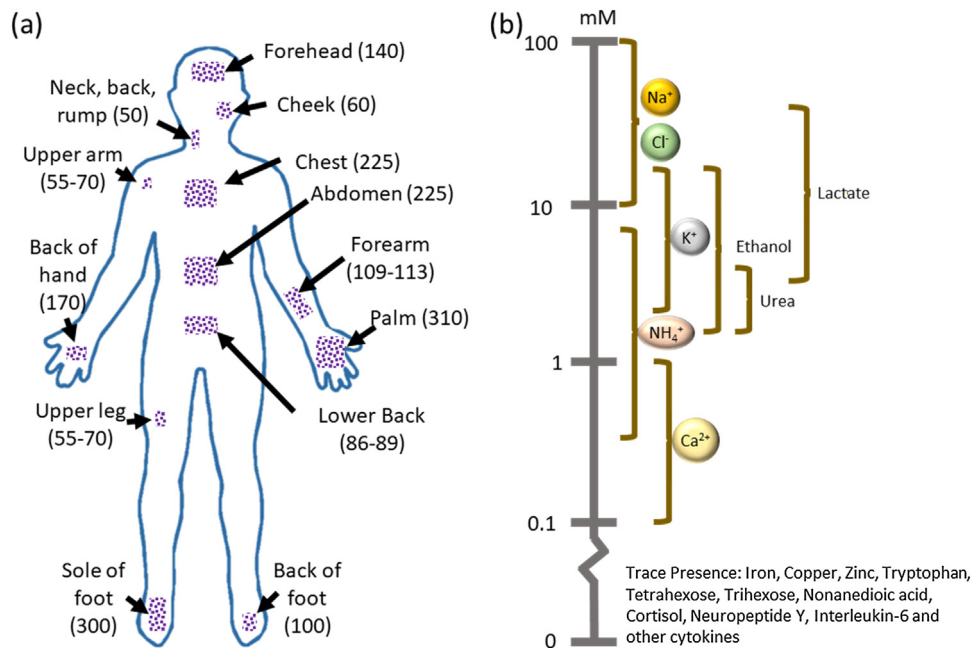 (a)
Forehead (140)
Neck, back,
rump (50)
Cheek (60)
Upper arm
(55-70)
Chest (225)
Abdomen (225)
Back of
hand
(170)
Forearm
(109-113)
Palm (310)
Upper leg
(55-70)
Lower Back
(86-89)
Sole of
foot
(300)
Back of
foot
(100)
(b)
mM
100
Na⁺
Cl⁻
Lactate
10
K⁺
Ethanol
Urea
NH₄⁺
1
Ca²⁺
0.1
Trace Presence: Iron, Copper, Zinc, Tryptophan,
Tetrahexose, Trihexose, Nonanedioic acid,
Cortisol, Neuropeptide Y, Interleukin-6 and
other cytokines
0